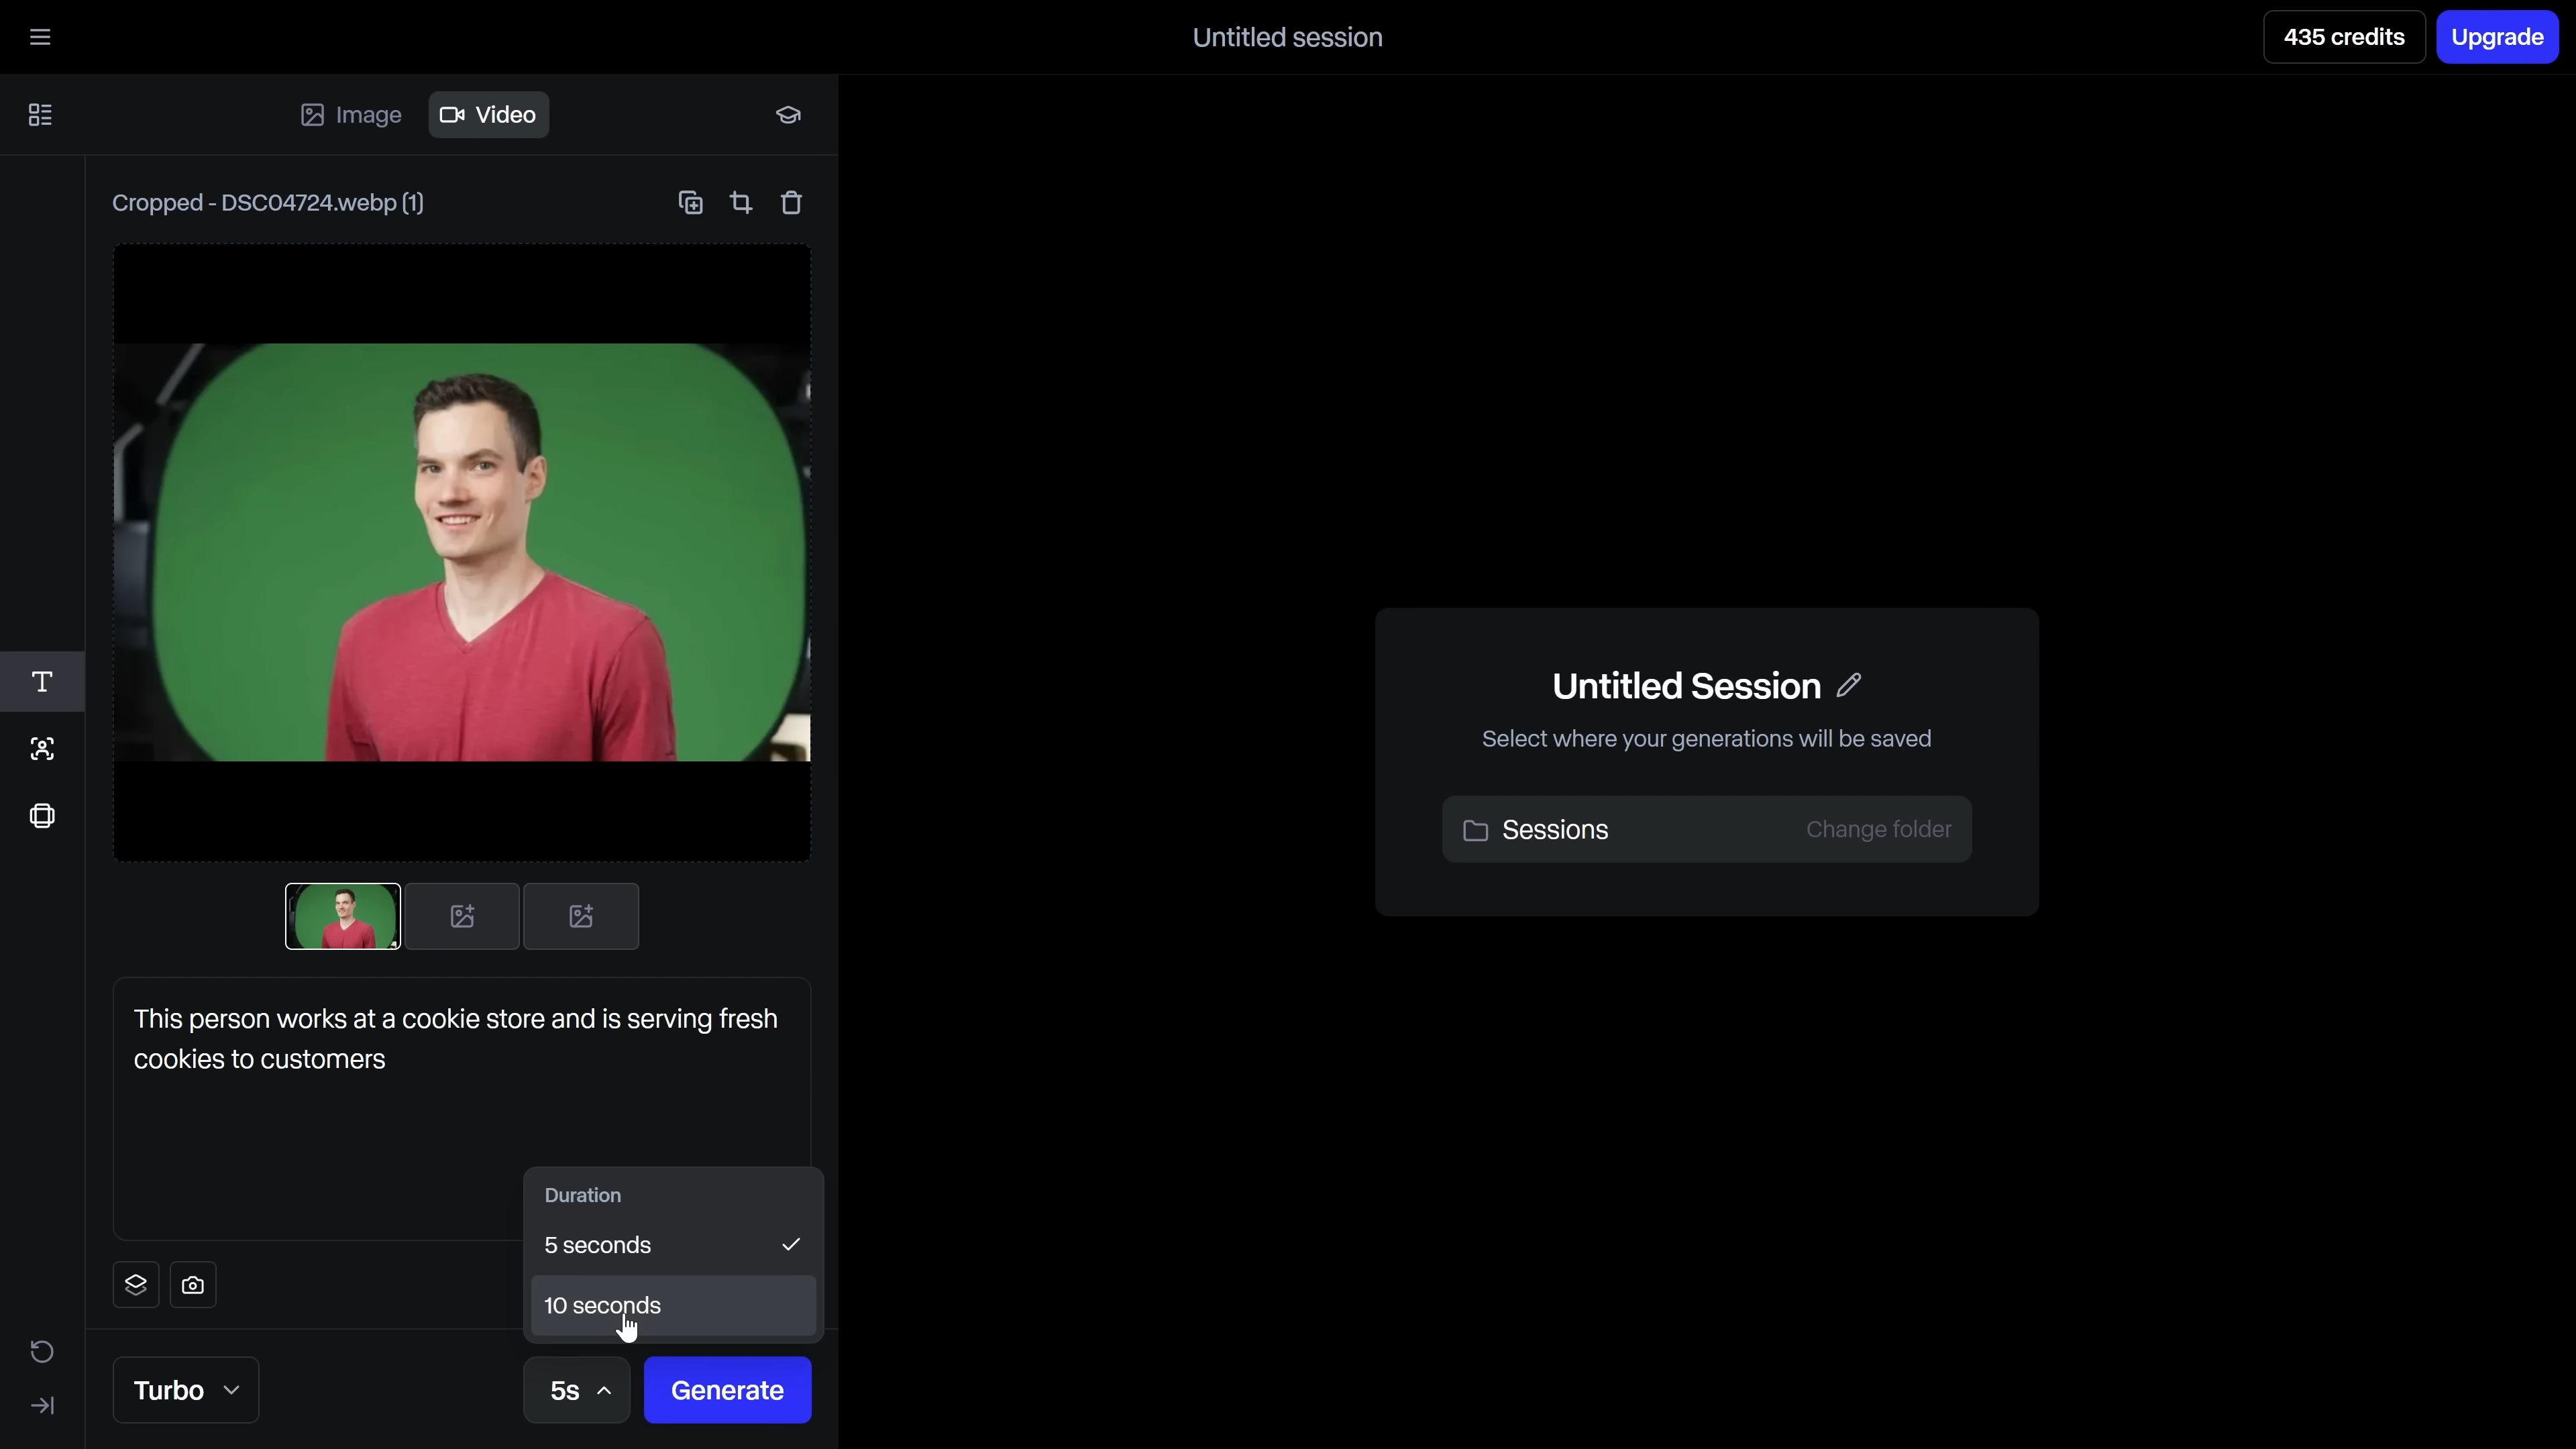 Untitled session
435 credits
Upgrade
Image
Video
Cropped - DSC04724.webp (1)
This person works at a cookie store and is serving fresh
cookies to customers
Duration
5 seconds
10 seconds
Turbo
5s
Generate
Untitled Session
Select where your generations will be saved
Sessions
Change folder